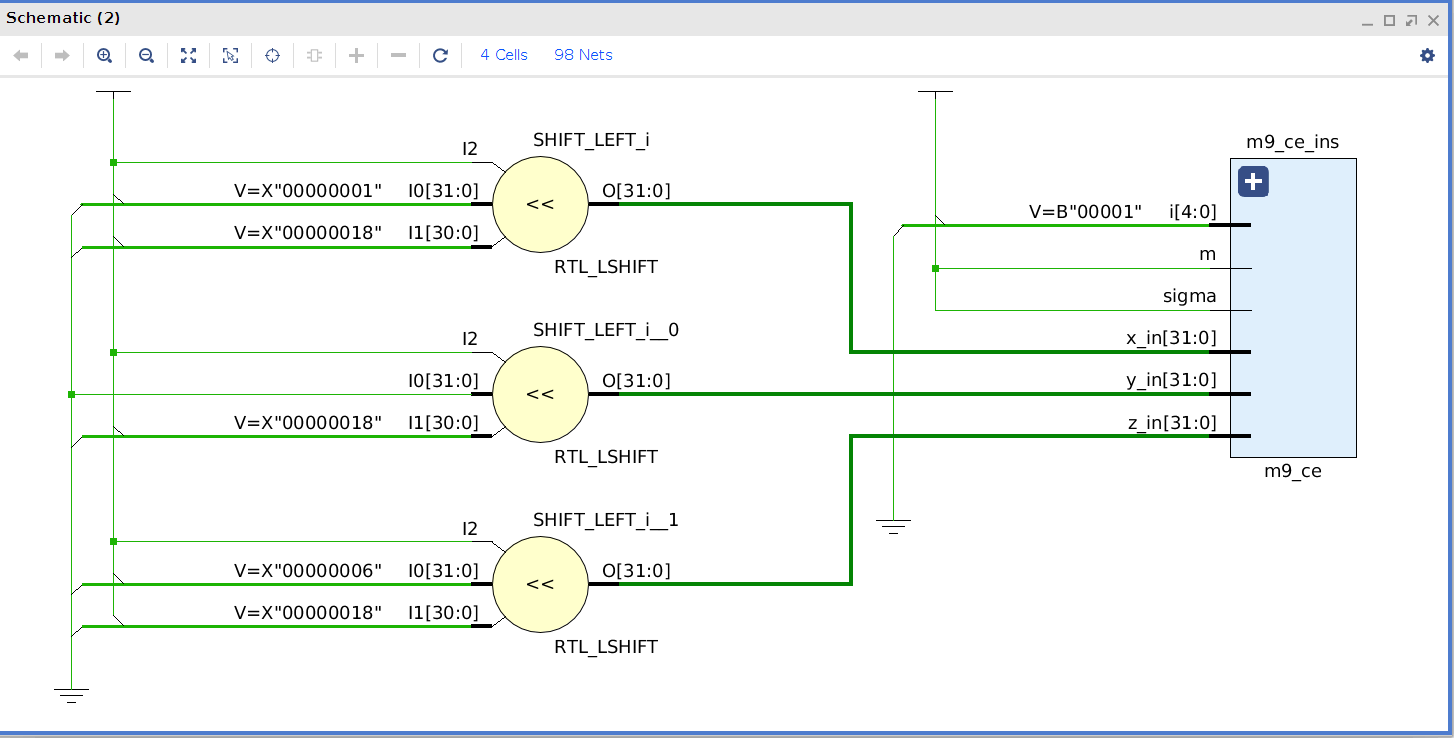 Schematic (2)
4 Cells 98 Nets
SHIFT_LEFT_i
I2
V=X"00000001" I0[31:0] << O[31:0]
V=X"00000018" I1[30:0]
RTL_LSHIFT
SHIFT_LEFT_i__0
I2
I0[31:0] << O[31:0]
V=X"00000018" I1[30:0]
RTL_LSHIFT
SHIFT_LEFT_i__1
I2
V=X"00000006" I0[31:0] << O[31:0]
V=X"00000018" I1[30:0]
RTL_LSHIFT
m9_ce_ins
V=B"00001" i[4:0]
m
sigma
x_in[31:0]
y_in[31:0]
z_in[31:0]
m9_ce